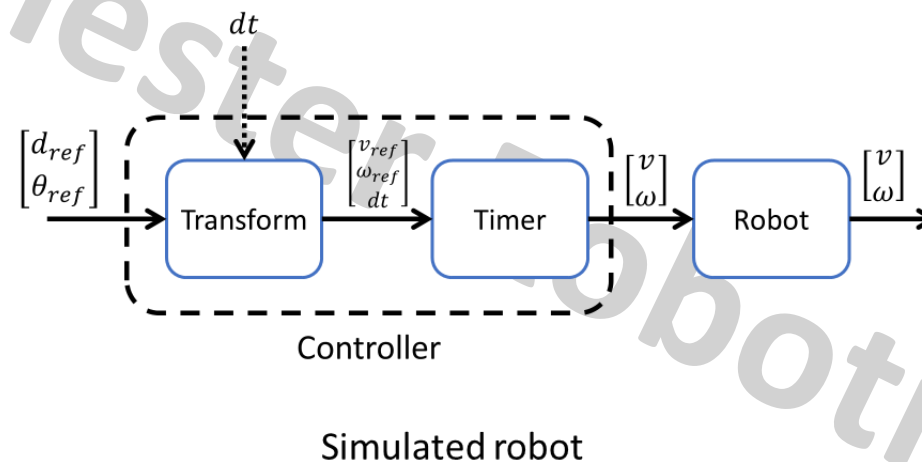 dt
d_ref
θ_ref
v_ref
ω_ref
dt
v
ω
v
ω
Transform
Timer
Robot
Controller
Simulated robot